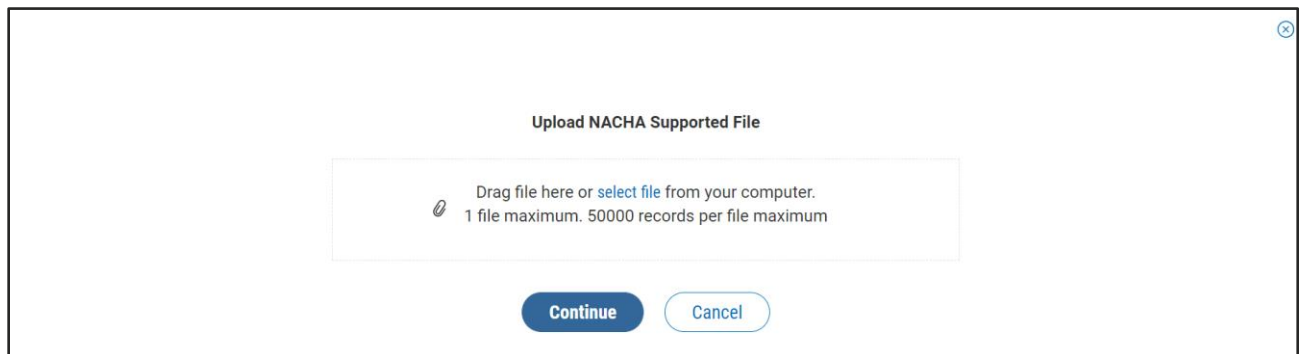 Upload NACHA Supported File
Drag file here or select file from your computer.
1 file maximum. 50000 records per file maximum
Continue
Cancel